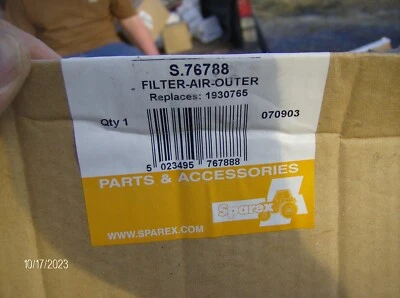 S.76788
FILTER-AIR-OUTER
Replaces: 1930765
Qty 1
070903
5 023495 767888
PARTS & ACCESSORIES
Sparex
WWW.SPAREX.COM
10/17/2023